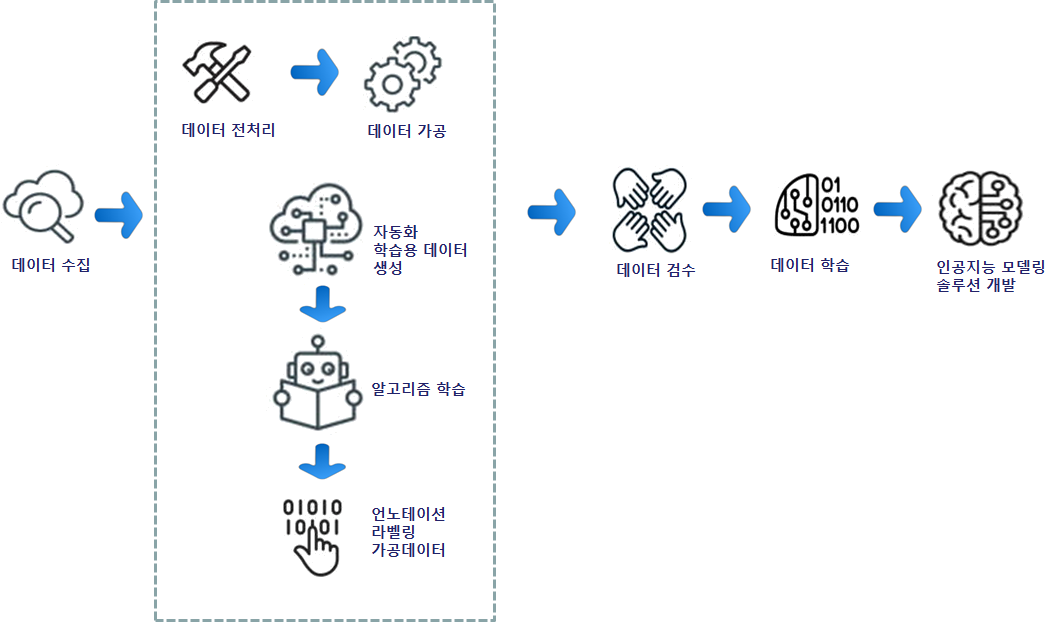 데이터 전처리
데이터 가공
데이터 수집
자동화
학습용 데이터
생성
알고리즘 학습
언노테이션
라벨링
가공데이터
데이터 검수
01
0110
1100
데이터 학습
인공지능 모델링
솔루션 개발
01010
10101